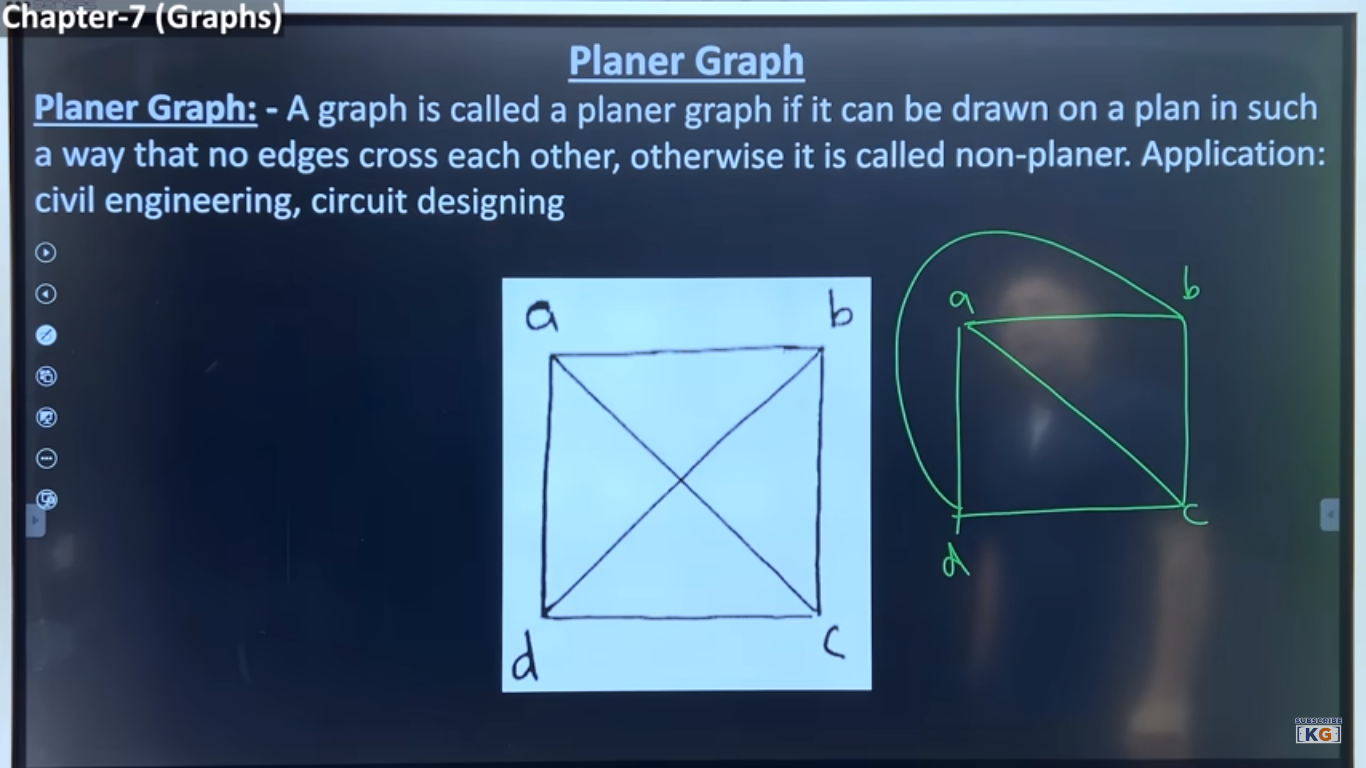 Chapter-7 (Graphs)
Planer Graph
Planer Graph: - A graph is called a planer graph if it can be drawn on a plan in such
a way that no edges cross each other, otherwise it is called non-planer. Application:
civil engineering, circuit designing
a b
d c
a b
d c
SUBSCRIBE
[KG]